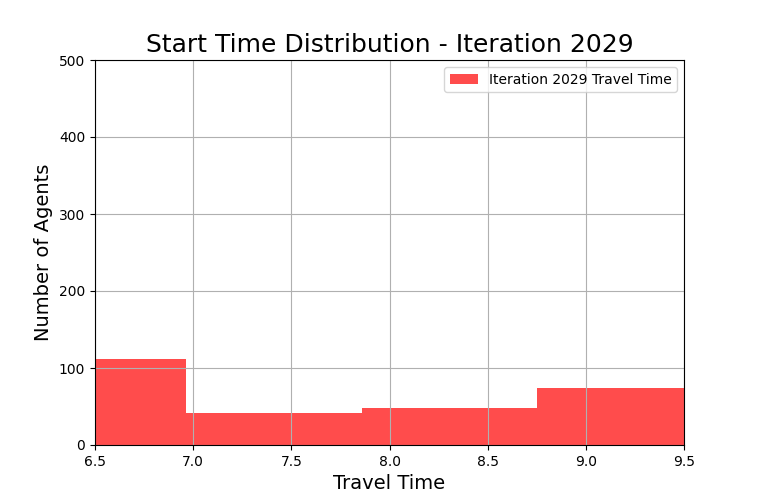 Start Time Distribution - Iteration 2029
Iteration 2029 Travel Time
Number of Agents
500
400
300
200
100
0
6.5 7.0 7.5 8.0 8.5 9.0 9.5
Travel Time